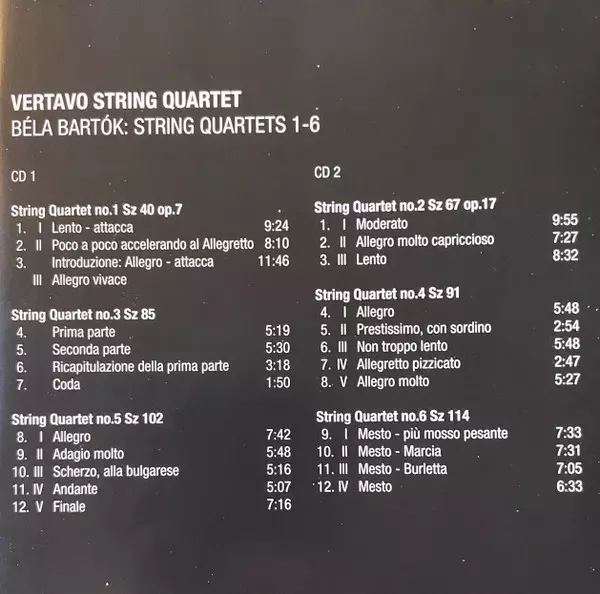 VERTAVO STRING QUARTET
BÉLA BARTÓK: STRING QUARTETS 1-6
CD 1
String Quartet no.1 Sz 40 op.7
1. I Lento - attacca 9:24
2. II Poco a poco accelerando al Allegretto 8:10
3. Introduzione: Allegro - attacca 11:46
III Allegro vivace
String Quartet no.3 Sz 85
4. Prima parte 5:19
5. Seconda parte 5:30
6. Ricapitulazione della prima parte 3:18
7. Coda 1:50
String Quartet no.5 Sz 102
8. I Allegro 7:42
9. II Adagio molto 5:48
10. III Scherzo, alla bulgarese 5:16
11. IV Andante 5:07
12. V Finale 7:16
CD 2
String Quartet no.2 Sz 67 op.17
1. I Moderato 9:55
2. II Allegro molto capriccioso 7:27
3. III Lento 8:32
String Quartet no.4 Sz 91
4. I Allegro 5:48
5. II Prestissimo, con sordino 2:54
6. III Non troppo lento 5:48
7. IV Allegretto pizzicato 2:47
8. V Allegro molto 5:27
String Quartet no.6 Sz 114
9. I Mesto - più mosso pesante 7:33
10. II Mesto - Marcia 7:31
11. III Mesto - Burletta 7:05
12. IV Mesto 6:33